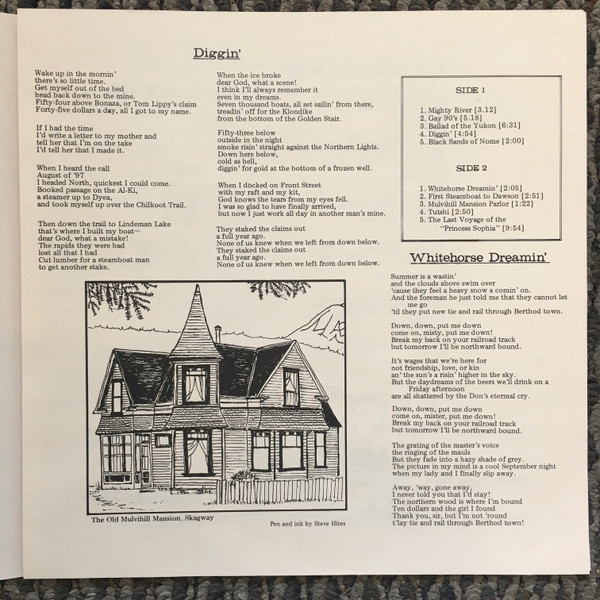 Diggin'
Wake up in the mornin'
there's so little time.
Get myself out of the bed
head back down to the mine.
Fifty-four above Bonaza, or Tom Lippy's claim
Forty-five dollars a day, all I got to my name.
If I had the time
I'd write a letter to my mother and
tell her that I'm on the take
I'd tell her that I made it.
When I heard the call
August of '97
I headed North, quickest I could come.
Booked passage on the Al-Ki,
a steamer up to Dyea,
and took myself up over the Chilkoot Trail.
Then down the trail to Lindeman Lake
that's where I built my boat—
dear God, what a mistake!
The rapids they were bad
lost all that I had
Cut lumber for a steamboat man
to get another stake.
When the ice broke
dear God, what a scene!
I think I'll always remember it
even in my dreams.
Seven thousand boats, all set sailin' from there,
treadin' off for the Klondike
from the bottom of the Golden Stair.
Fifty-three below
outside in the night
smoke risin' straight against the Northern Lights.
Down here below,
cold as hell,
diggin' for gold at the bottom of a frozen well.
When I docked on Front Street
with my raft and my kit,
God knows the tears from my eyes fell.
I was so glad to have finally arrived,
but now I just work all day in another man's mine.
They staked the claims out
a full year ago.
None of us knew when we left from down below.
They staked the claims out
a full year ago.
None of us knew when we left from down below.
SIDE 1
1. Mighty River [3.12]
2. Gay 90's [5.18]
3. Ballad of the Yukon [6:31]
4. Diggin' [4:54]
5. Black Sands of Nome [2:00]
SIDE 2
1. Whitehorse Dreamin' [2:05]
2. First Steamboat to Dawson [2:51]
3. Mulvihill Mansion Parlor [1:22]
4. Tutshi [2:50]
5. The Last Voyage of the
"Princess Sophia" [9:54]
Whitehorse Dreamin'
Summer is a wastin'
and the clouds above swim over
'cause they feel a heavy snow a comin' on.
And the foreman he just told me that they cannot let
me go
'til they put new tie and rail through Berthod town.
Down, down, put me down
come on, misty, put me down!
Break my back on your railroad track
but tomorrow I'll be northward bound.
It's wages that we're here for
not friendship, love, or kin
an' the sun's a risin' higher in the sky.
But the daydreams of the beers we'll drink on a
Friday afternoon
are all shattered by the Don's eternal cry.
Down, down, put me down
come on, mister, put me down!
Break my back on your railroad track
but tomorrow I'll be northward bound.
The grating of the master's voice
the ringing of the mauls
But they fade into a hazy shade of grey.
The picture in my mind is a cool September night
when my lady and I finally slip away.
Away, 'way, gone away,
I never told you that I'd stay!
The northern wood is where I'm bound
Ten dollars and the girl I found
Thank you, sir, but I'm not 'round
t'lay tie and rail through Berthod town!
The Old Mulvihill Mansion, Skagway
Pen and ink by Steve Hites